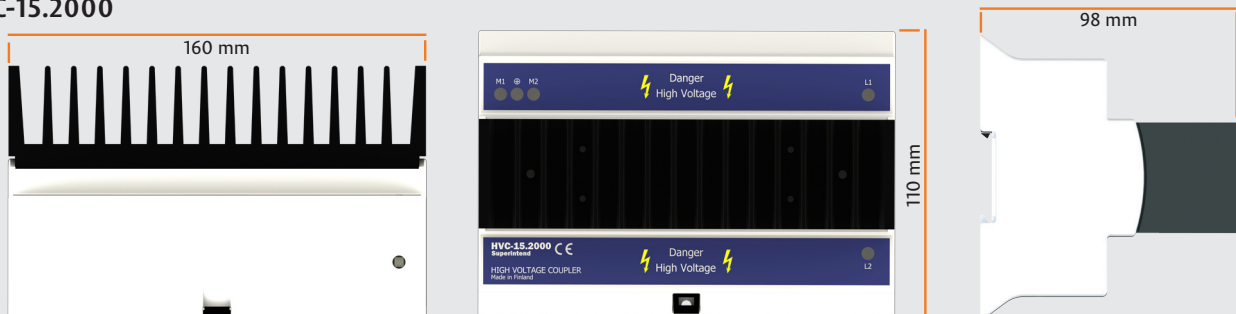 C-15.2000
160 mm
98 mm
M1 ⊕ M2
Danger
High Voltage
L1
110 mm
HVC-15.2000 CE
Superintend
HIGH VOLTAGE COUPLER
Made in Finland
Danger
High Voltage
L2